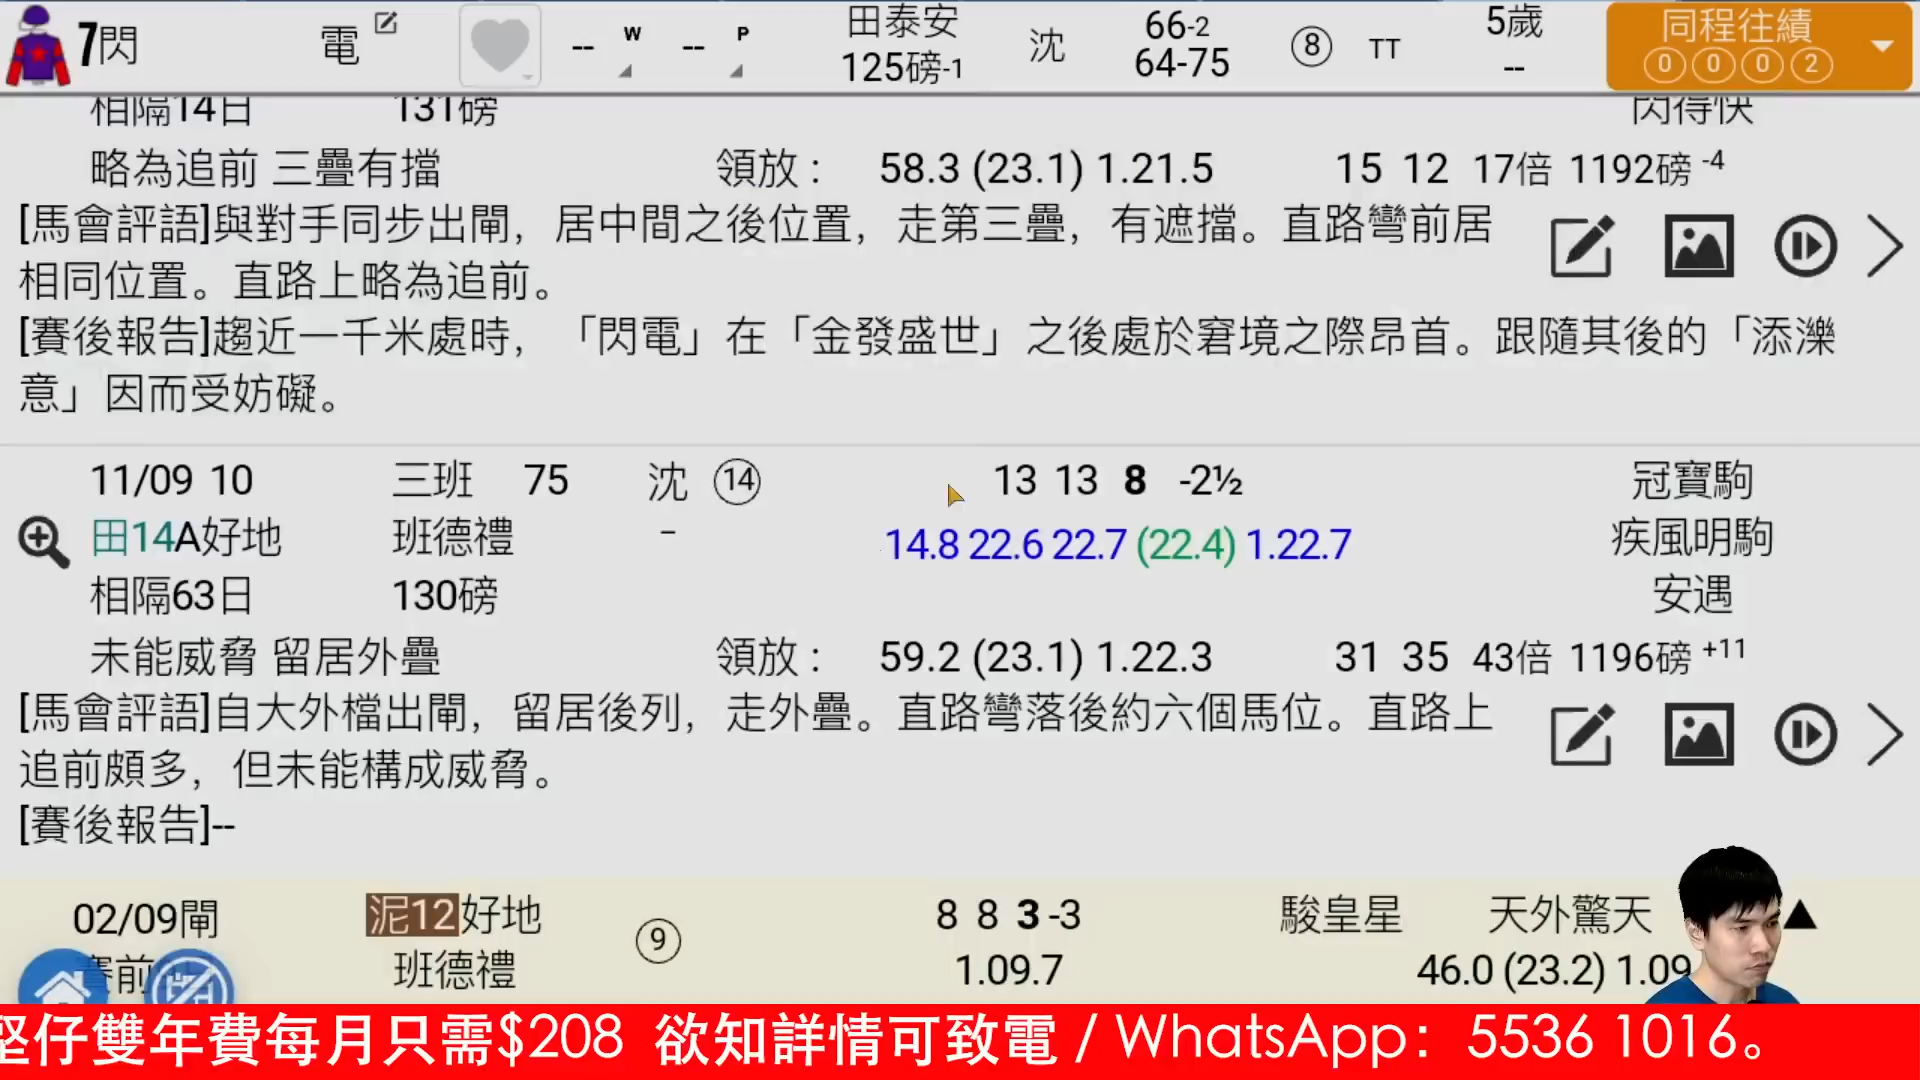 7閃 電 -- W -- P 田泰安 沈 66-2 ⑧ TT 5歲 同程往績
125磅-1 64-75 -- 0 0 0 2
相隔14日 131磅 閃得快
略為追前 三疊有擋 領放： 58.3 (23.1) 1.21.5 15 12 17倍 1192磅 -4
[馬會評語]與對手同步出閘，居中間之後位置，走第三疊，有遮擋。直路彎前居
相同位置。直路上略為追前。
[賽後報告]趨近一千米處時，「閃電」在「金發盛世」之後處於窘境之際昂首。跟隨其後的「添濼
意」因而受妨礙。
11/09 10 三班 75 沈 ⑭ 13 13 8 -2½ 冠寶駒
田14A好地 班德禮 – 14.8 22.6 22.7 (22.4) 1.22.7 疾風明駒
相隔63日 130磅 安遇
未能威脅 留居外疊 領放： 59.2 (23.1) 1.22.3 31 35 43倍 1196磅 +11
[馬會評語]自大外檔出閘，留居後列，走外疊。直路彎落後約六個馬位。直路上
追前頗多，但未能構成威脅。
[賽後報告]--
02/09閘 泥12好地 ⑨ 8 8 3 -3 駿皇星 天外驚天
賽前 班德禮 1.09.7 46.0 (23.2) 1.09
堅仔雙年費每月只需$208 欲知詳情可致電 / WhatsApp：5536 1016。